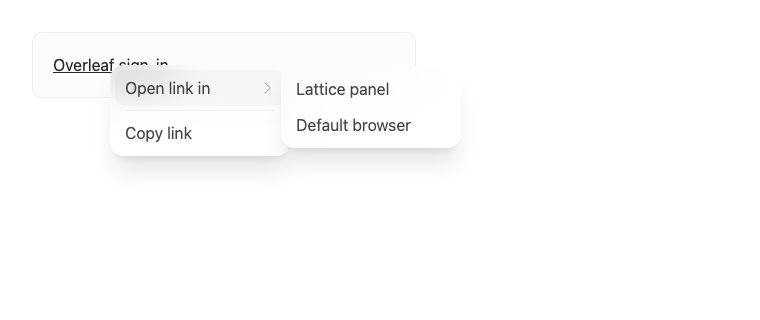 Overleaf sign-in
Open link in
Lattice panel
Default browser
Copy link